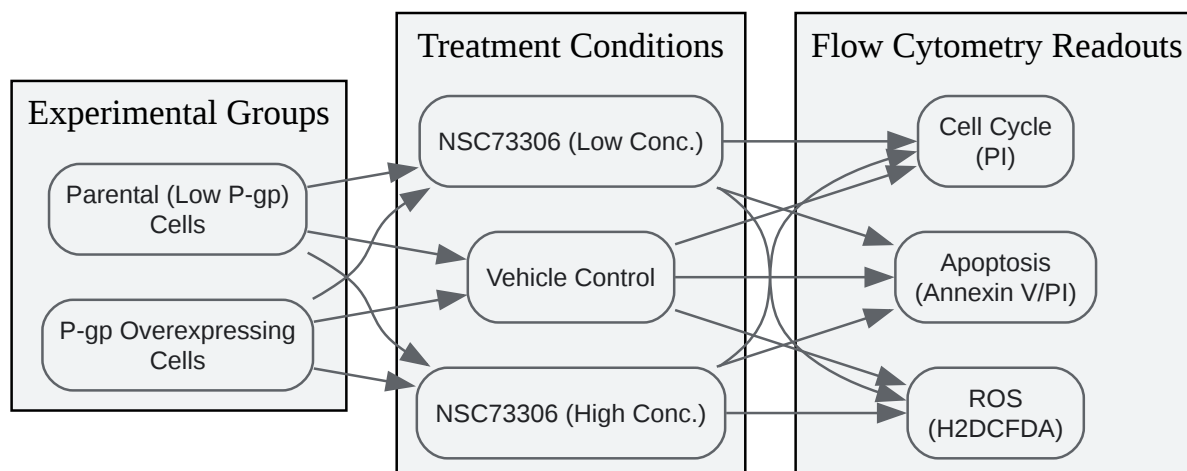 Experimental Groups
Parental (Low P-gp)
Cells
P-gp Overexpressing
Cells
Treatment Conditions
NSC73306 (Low Conc.)
Vehicle Control
NSC73306 (High Conc.)
Flow Cytometry Readouts
Cell Cycle
(PI)
Apoptosis
(Annexin V/PI)
ROS
(H2DCFDA)